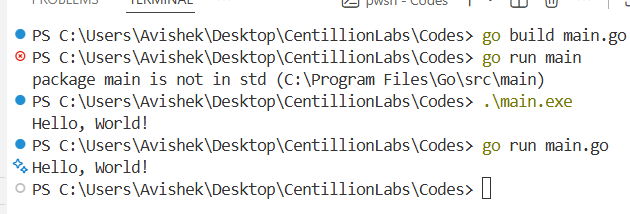 PROBLEMS TERMINAL pwsh - Codes
PS C:\Users\Avishek\Desktop\CentillionLabs\Codes> go build main.go
PS C:\Users\Avishek\Desktop\CentillionLabs\Codes> go run main
package main is not in std (C:\Program Files\Go\src\main)
PS C:\Users\Avishek\Desktop\CentillionLabs\Codes> .\main.exe
Hello, World!
PS C:\Users\Avishek\Desktop\CentillionLabs\Codes> go run main.go
Hello, World!
PS C:\Users\Avishek\Desktop\CentillionLabs\Codes>